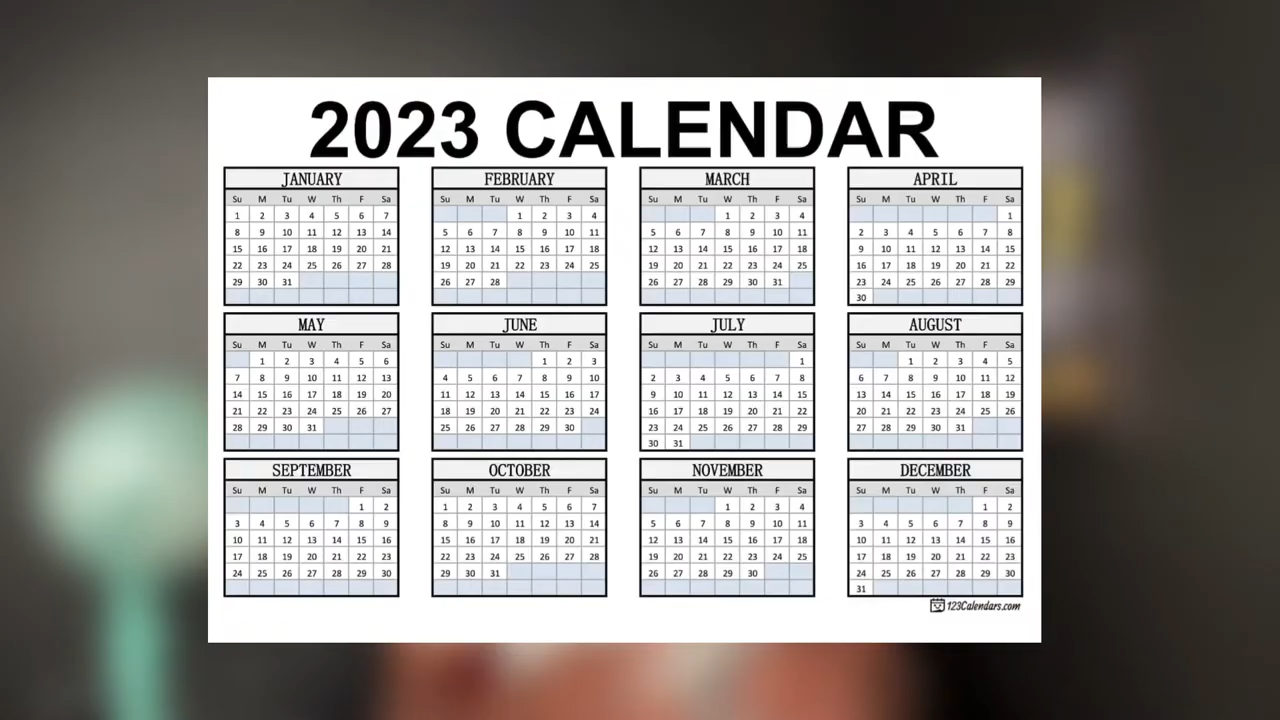 2023 CALENDAR
JANUARY
Su M Tu W Th F Sa
1 2 3 4 5 6 7
8 9 10 11 12 13 14
15 16 17 18 19 20 21
22 23 24 25 26 27 28
29 30 31
FEBRUARY
Su M Tu W Th F Sa
1 2 3 4
5 6 7 8 9 10 11
12 13 14 15 16 17 18
19 20 21 22 23 24 25
26 27 28
MARCH
Su M Tu W Th F Sa
1 2 3 4
5 6 7 8 9 10 11
12 13 14 15 16 17 18
19 20 21 22 23 24 25
26 27 28 29 30 31
APRIL
Su M Tu W Th F Sa
1
2 3 4 5 6 7 8
9 10 11 12 13 14 15
16 17 18 19 20 21 22
23 24 25 26 27 28 29
30
MAY
Su M Tu W Th F Sa
1 2 3 4 5 6
7 8 9 10 11 12 13
14 15 16 17 18 19 20
21 22 23 24 25 26 27
28 29 30 31
JUNE
Su M Tu W Th F Sa
1 2 3
4 5 6 7 8 9 10
11 12 13 14 15 16 17
18 19 20 21 22 23 24
25 26 27 28 29 30
JULY
Su M Tu W Th F Sa
1
2 3 4 5 6 7 8
9 10 11 12 13 14 15
16 17 18 19 20 21 22
23 24 25 26 27 28 29
30 31
AUGUST
Su M Tu W Th F Sa
1 2 3 4 5
6 7 8 9 10 11 12
13 14 15 16 17 18 19
20 21 22 23 24 25 26
27 28 29 30 31
SEPTEMBER
Su M Tu W Th F Sa
1 2
3 4 5 6 7 8 9
10 11 12 13 14 15 16
17 18 19 20 21 22 23
24 25 26 27 28 29 30
OCTOBER
Su M Tu W Th F Sa
1 2 3 4 5 6 7
8 9 10 11 12 13 14
15 16 17 18 19 20 21
22 23 24 25 26 27 28
29 30 31
NOVEMBER
Su M Tu W Th F Sa
1 2 3 4
5 6 7 8 9 10 11
12 13 14 15 16 17 18
19 20 21 22 23 24 25
26 27 28 29 30
DECEMBER
Su M Tu W Th F Sa
1 2
3 4 5 6 7 8 9
10 11 12 13 14 15 16
17 18 19 20 21 22 23
24 25 26 27 28 29 30
31
123Calendars.com